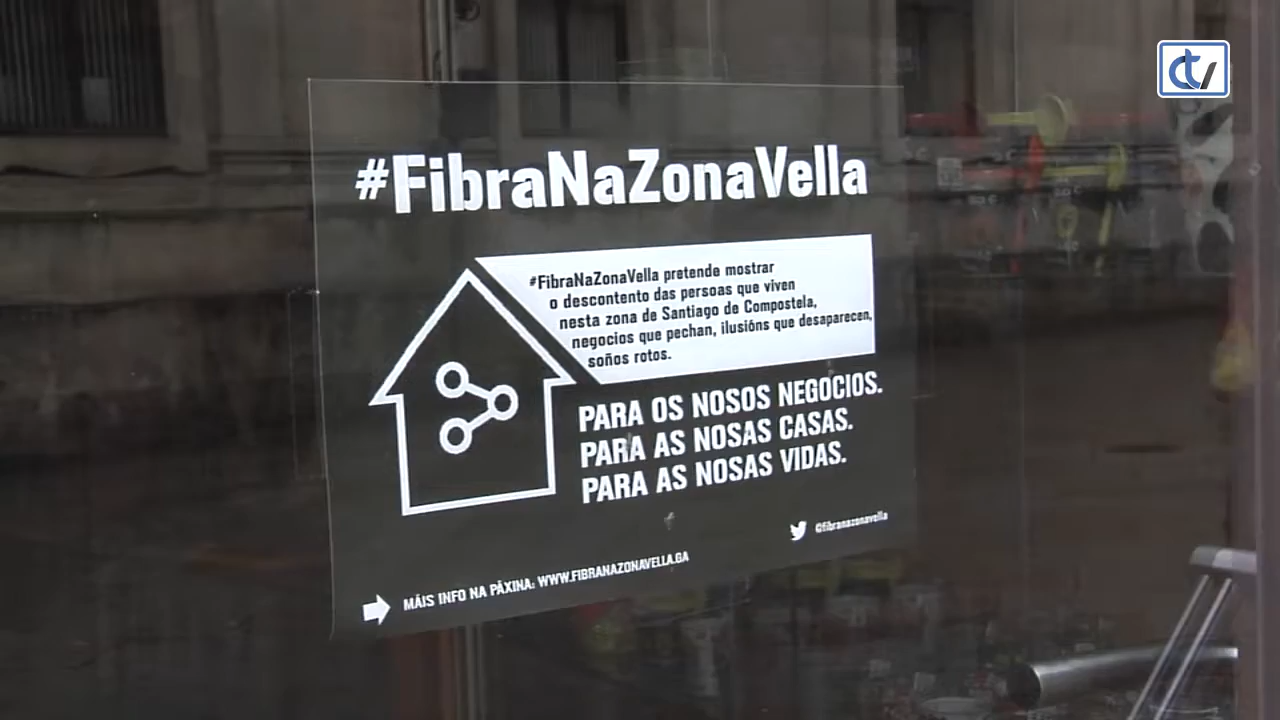 CTV
#FibraNaZonaVella
#FibraNaZonaVella pretende mostrar
o descontento das persoas que viven
nesta zona de Santiago de Compostela,
negocios que pechan, ilusións que desaparecen,
soños rotos.
PARA OS NOSOS NEGOCIOS.
PARA AS NOSAS CASAS.
PARA AS NOSAS VIDAS.
@fibranazonavella
MÁIS INFO NA PÁXINA: WWW.FIBRANAZONAVELLA.GA